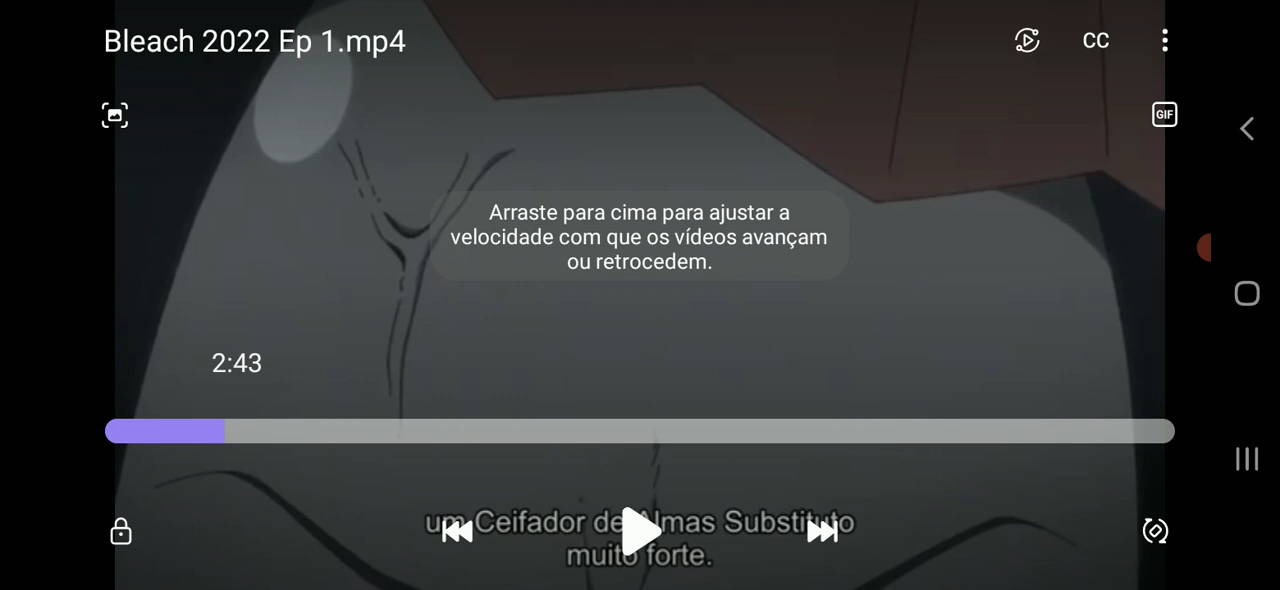 Bleach 2022 Ep 1.mp4
CC
GIF
Arraste para cima para ajustar a
velocidade com que os vídeos avançam
ou retrocedem.
2:43
um Ceifador de Almas Substituto
muito forte.